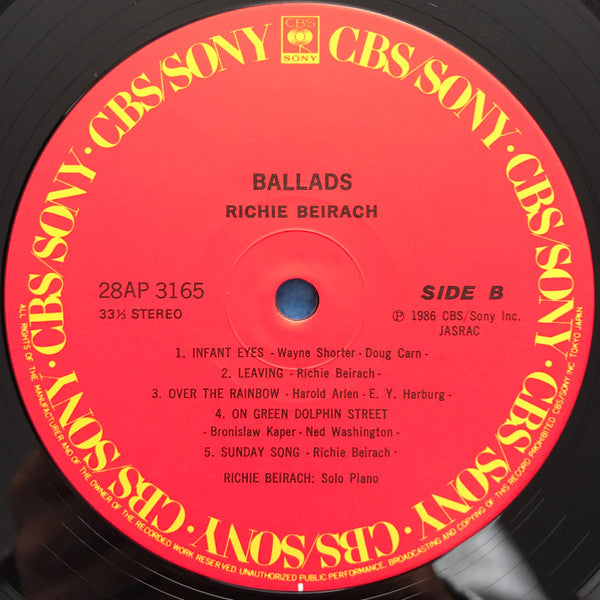 CBS/SONY · CBS/SONY · CBS/SONY · CBS/SONY · CBS/SONY · CBS/SONY · CBS/SONY · CBS/SONY
CBS
SONY
BALLADS
RICHIE BEIRACH
28AP 3165
33⅓ STEREO
SIDE B
Ⓟ 1986 CBS/Sony Inc.
JASRAC
1. INFANT EYES - Wayne Shorter - Doug Carn -
2. LEAVING - Richie Beirach -
3. OVER THE RAINBOW - Harold Arlen - E. Y. Harburg -
4. ON GREEN DOLPHIN STREET
- Bronislaw Kaper - Ned Washington -
5. SUNDAY SONG - Richie Beirach -
RICHIE BEIRACH: Solo Piano
ALL RIGHTS OF THE MANUFACTURER AND OF THE OWNER OF THE RECORDED WORK RESERVED. UNAUTHORIZED PUBLIC PERFORMANCE, BROADCASTING AND COPYING OF THIS RECORD PROHIBITED. CBS/SONY INC. TOKYO JAPAN